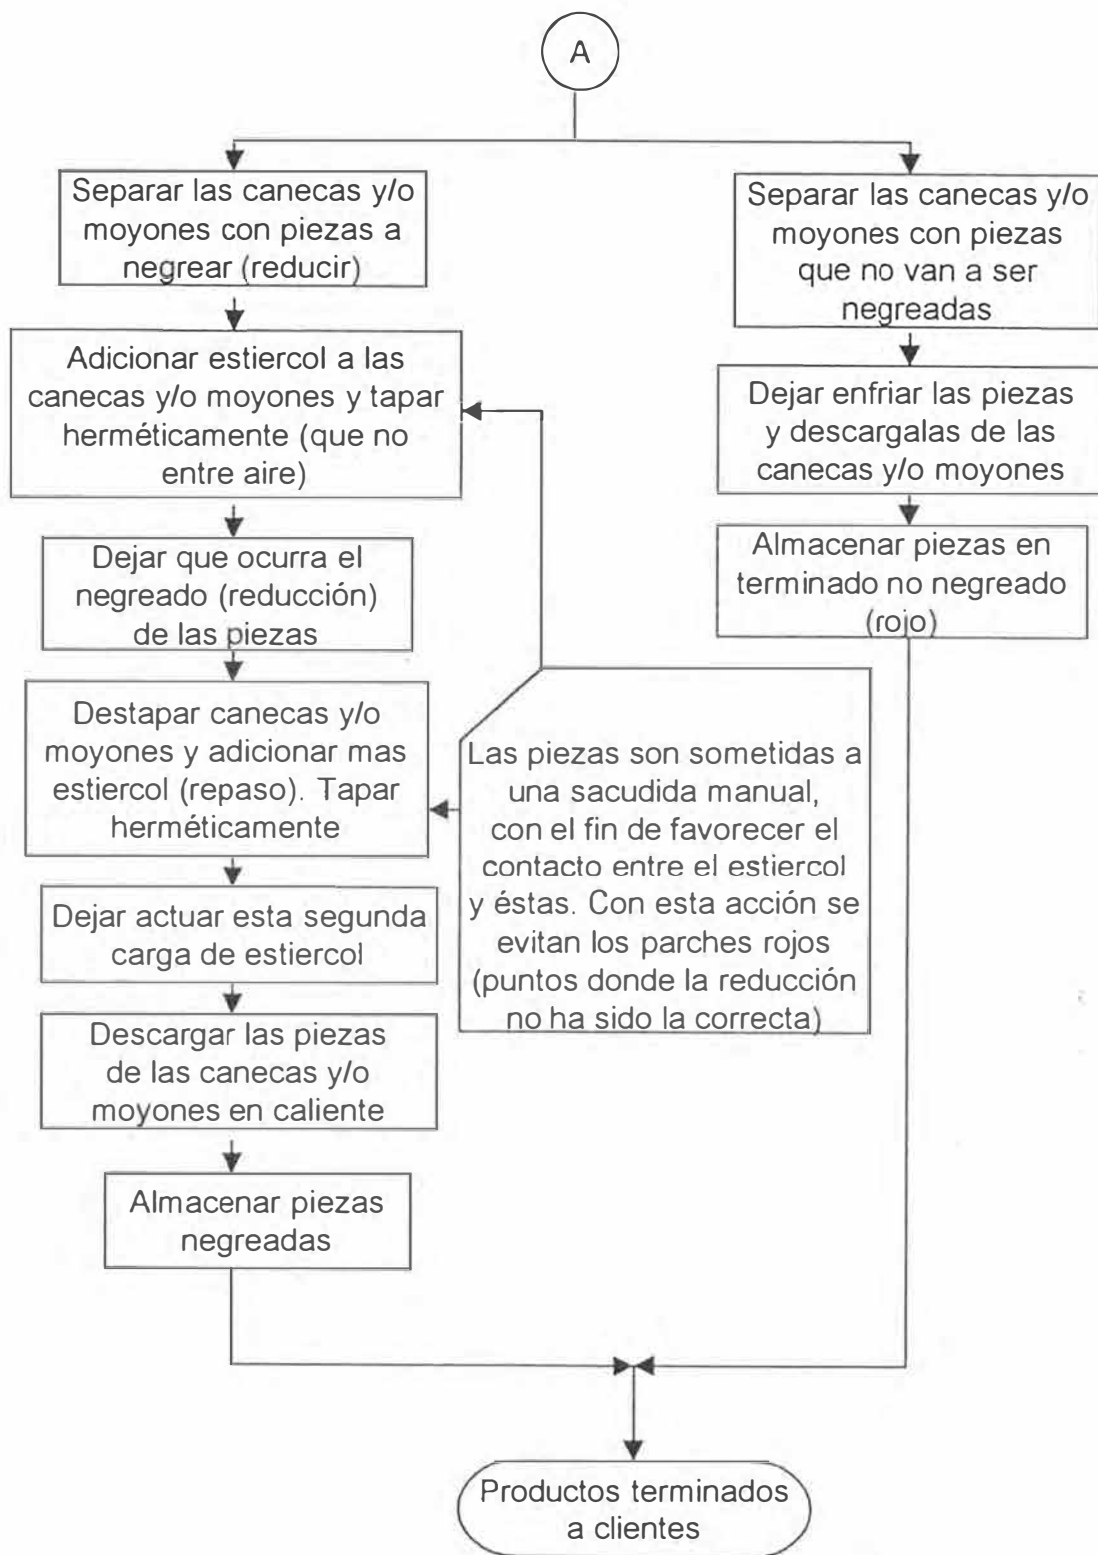 A
Separar las canecas y/o
moyones con piezas a
negrear (reducir)
Adicionar estiercol a las
canecas y/o moyones y tapar
herméticamente (que no
entre aire)
Dejar que ocurra el
negreado (reducción)
de las piezas
Destapar canecas y/o
moyones y adicionar mas
estiercol (repaso). Tapar
herméticamente
Dejar actuar esta segunda
carga de estiercol
Descargar las piezas
de las canecas y/o
moyones en caliente
Almacenar piezas
negreadas
Las piezas son sometidas a
una sacudida manual,
con el fin de favorecer el
contacto entre el estiercol
y éstas. Con esta acción se
evitan los parches rojos
(puntos donde la reducción
no ha sido la correcta)
Separar las canecas y/o
moyones con piezas
que no van a ser
negreadas
Dejar enfriar las piezas
y descargalas de las
canecas y/o moyones
Almacenar piezas en
terminado no negreado
(rojo)
Productos terminados
a clientes